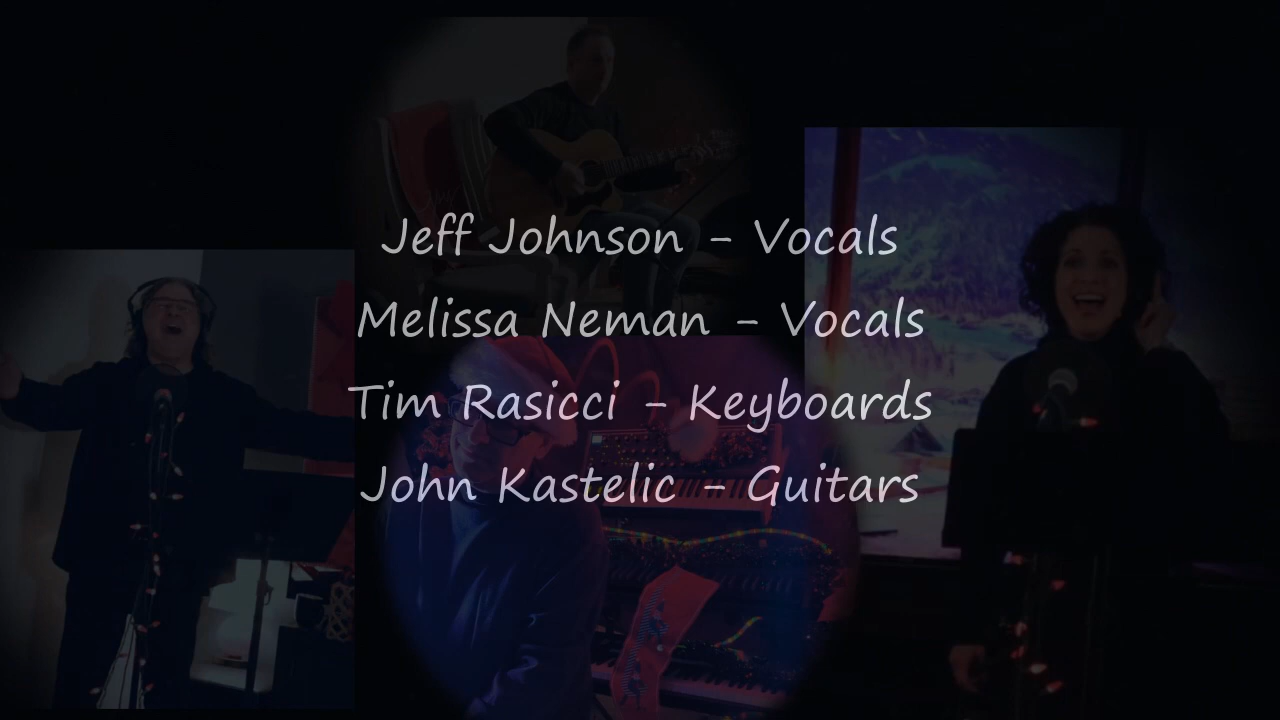 Jeff Johnson - Vocals
Melissa Neman - Vocals
Tim Rasicci - Keyboards
John Kastelic - Guitars